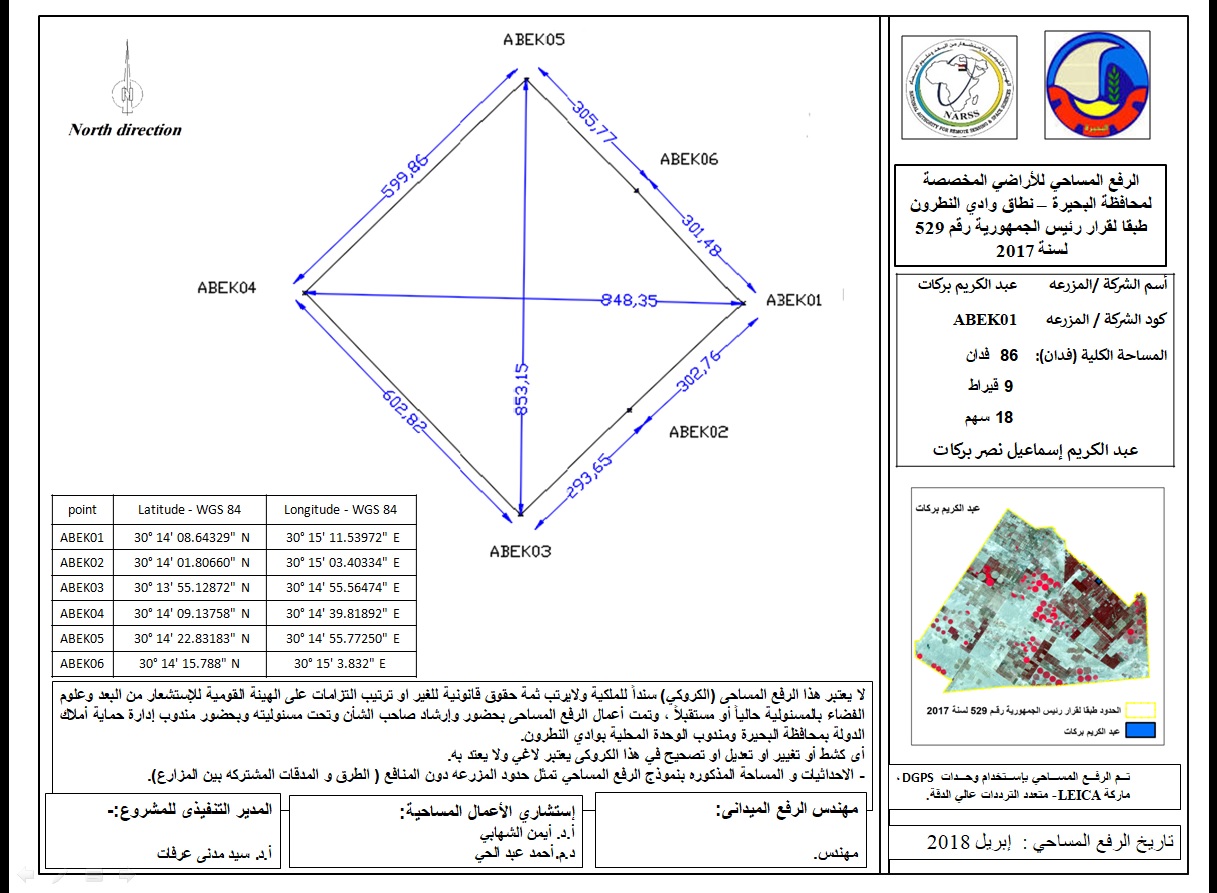 ABEK05
305,77
ABEK06
599,86
301,48
North direction
ABEK04
848,35
ABEK01
853,15
302,76
602,82
ABEK02
293,65
ABEK03
point Latitude - WGS 84 Longitude - WGS 84
ABEK01 30° 14' 08.64329" N 30° 15' 11.53972" E
ABEK02 30° 14' 01.80660" N 30° 15' 03.40334" E
ABEK03 30° 13' 55.12872" N 30° 14' 55.56474" E
ABEK04 30° 14' 09.13758" N 30° 14' 39.81892" E
ABEK05 30° 14' 22.83183" N 30° 14' 55.77250" E
ABEK06 30° 14' 15.788" N 30° 15' 3.832" E
لا يعتبر هذا الرفع المساحى (الكروكي) سنداً للملكية ولايرتب ثمة حقوق قانونية للغير او ترتيب التزامات على الهيئة القومية للإستشعار من البعد وعلوم
الفضاء بالمسئولية حالياً أو مستقبلاً ، وتمت أعمال الرفع المساحى بحضور وإرشاد صاحب الشأن وتحت مسئوليته وبحضور مندوب إدارة حماية أملاك
الدولة بمحافظة البحيرة ومندوب الوحدة المحلية بوادي النطرون.
أى كشط أو تغيير او تعديل او تصحيح في هذا الكروكى يعتبر لاغي ولا يعتد به.
- الاحداثيات و المساحة المذكوره بنموذج الرفع المساحي تمثل حدود المزرعه دون المنافع ( الطرق و المدقات المشتركه بين المزارع).
مهندس الرفع الميدانى:
مهندس.
إستشاري الأعمال المساحية:
أ.د. أيمن الشهابي
د.م.أحمد عبد الحي
المدير التنفيذى للمشروع:-
أ.د. سيد مدنى عرفات
NARSS
NATIONAL AUTHORITY FOR REMOTE SENSING & SPACE SCIENCES
البحيرة
الرفع المساحي للأراضي المخصصة
لمحافظة البحيرة – نطاق وادي النطرون
طبقا لقرار رئيس الجمهورية رقم 529
لسنة 2017
أسم الشركة /المزرعه عبد الكريم بركات
كود الشركة / المزرعه ABEK01
المساحة الكلية (فدان): 86 فدان
9 قيراط
18 سهم
عبد الكريم إسماعيل نصر بركات
عبد الكريم بركات
الحدود طبقا لقرار رئيس الجمهورية رقم 529 لسنة 2017
عبد الكريم بركات
تم الرفع المساحي بإستخدام وحدات DGPS ،
ماركة LEICA- متعدد الترددات عالي الدقة.
تاريخ الرفع المساحي : إبريل 2018